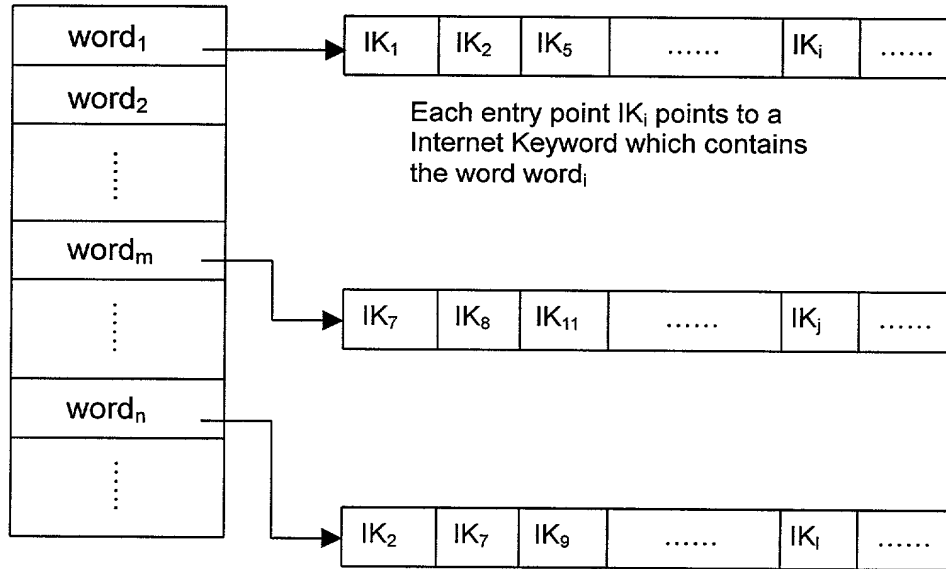 word₁
IK₁ IK₂ IK₅ ...... IKᵢ ......
word₂
Each entry point IKᵢ points to a
Internet Keyword which contains
the word wordᵢ
......
wordₘ
IK₇ IK₈ IK₁₁ ...... IKⱼ ......
......
wordₙ
......
IK₂ IK₇ IK₉ ...... IKₗ ......